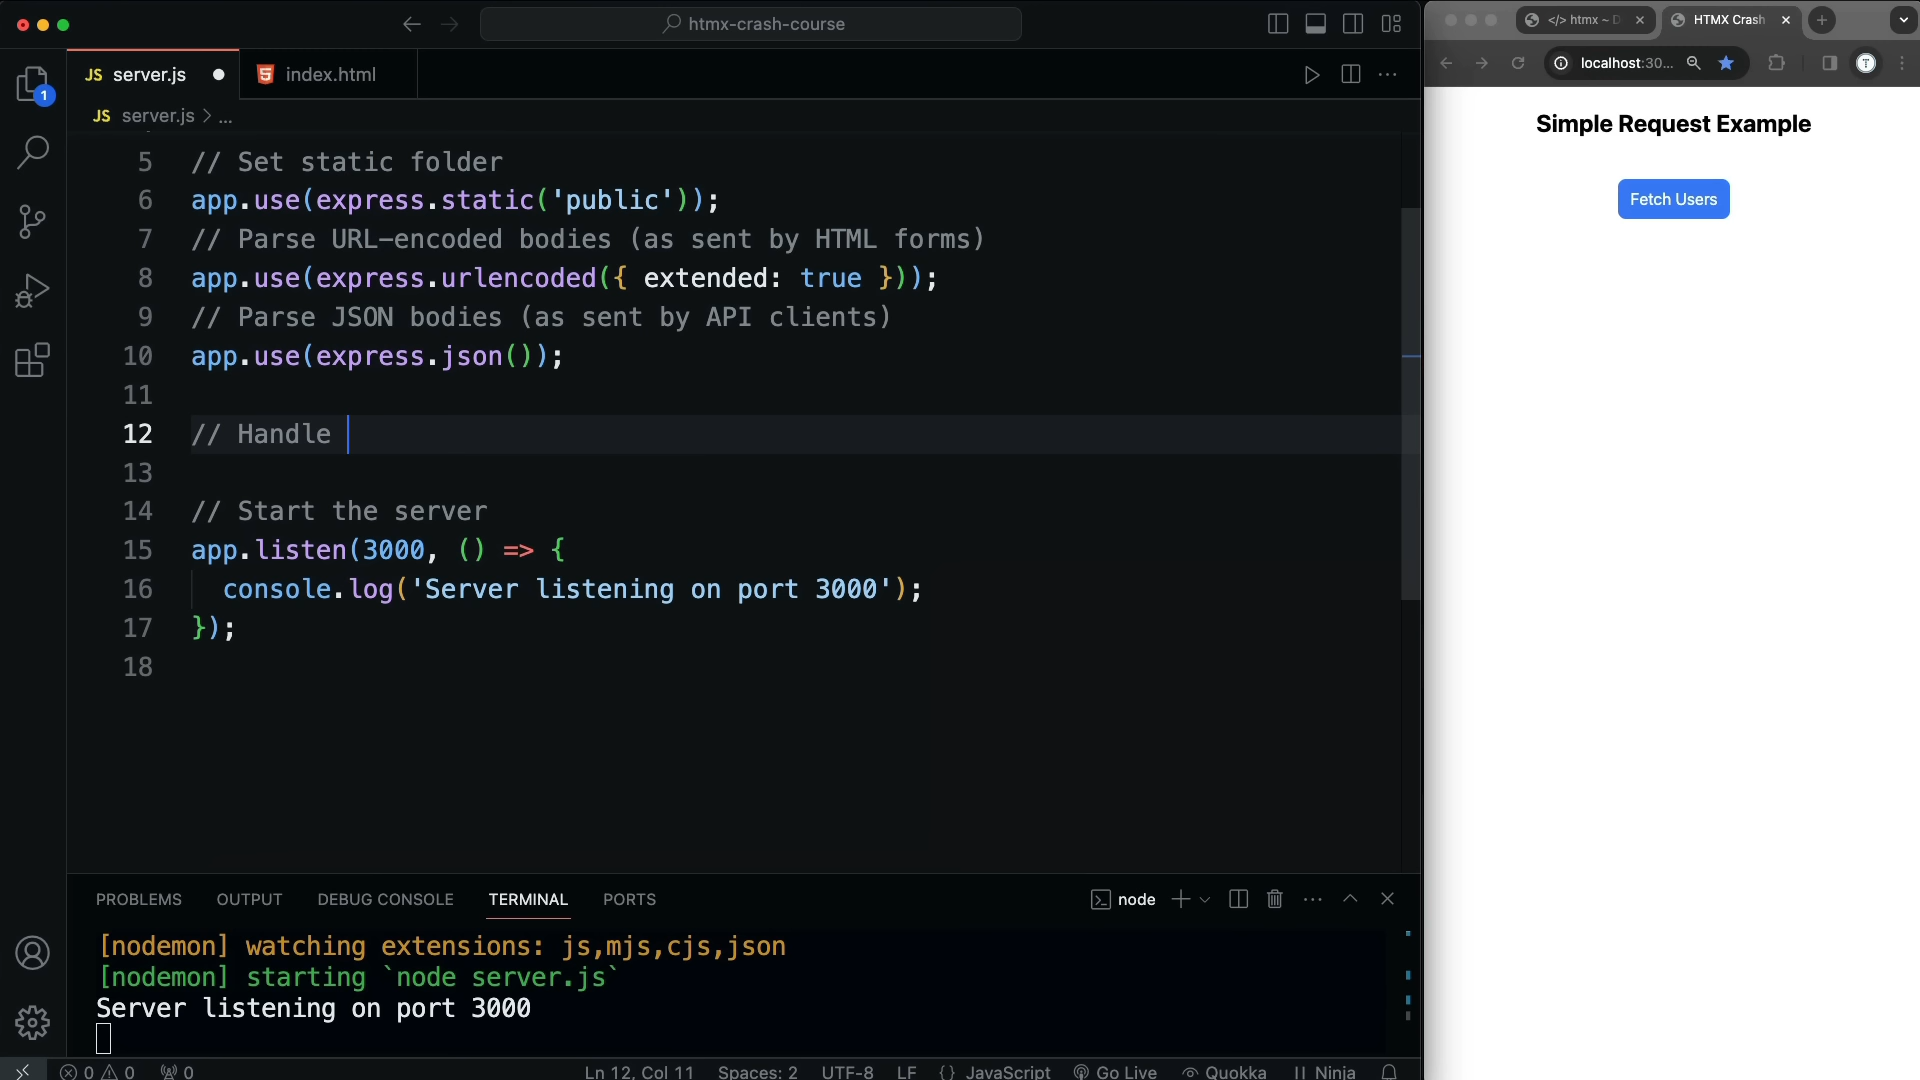 htmx-crash-course
</> htmx ~ D
HTMX Crash
JS server.js
index.html
localhost:30...
JS server.js > ...
Simple Request Example
Fetch Users
5 // Set static folder
6 app.use(express.static('public'));
7 // Parse URL-encoded bodies (as sent by HTML forms)
8 app.use(express.urlencoded({ extended: true }));
9 // Parse JSON bodies (as sent by API clients)
10 app.use(express.json());
11
12 // Handle
13
14 // Start the server
15 app.listen(3000, () => {
16 console.log('Server listening on port 3000');
17 });
18
1
T
PROBLEMS OUTPUT DEBUG CONSOLE TERMINAL PORTS node
[nodemon] watching extensions: js,mjs,cjs,json
[nodemon] starting `node server.js`
Server listening on port 3000
0 0 0 Ln 12, Col 11 Spaces: 2 UTF-8 LF {} JavaScript Go Live Quokka Ninja